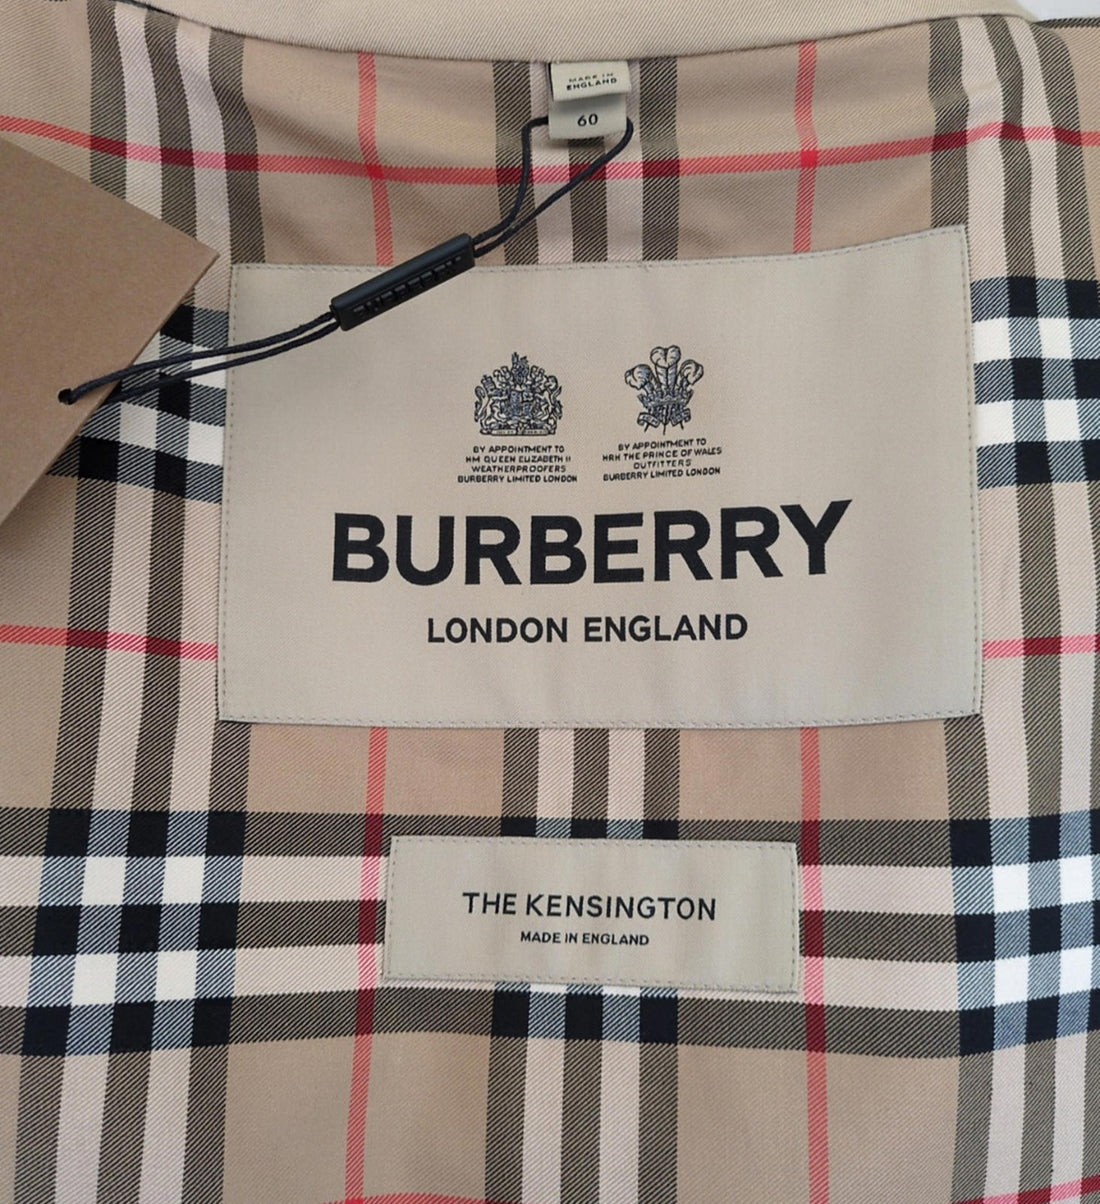 MADE IN
ENGLAND
60
BURBERRY
BY APPOINTMENT TO
HM QUEEN ELIZABETH II
WEATHERPROOFERS
BURBERRY LIMITED LONDON
BY APPOINTMENT TO
HRH THE PRINCE OF WALES
OUTFITTERS
BURBERRY LIMITED LONDON
BURBERRY
LONDON ENGLAND
THE KENSINGTON
MADE IN ENGLAND